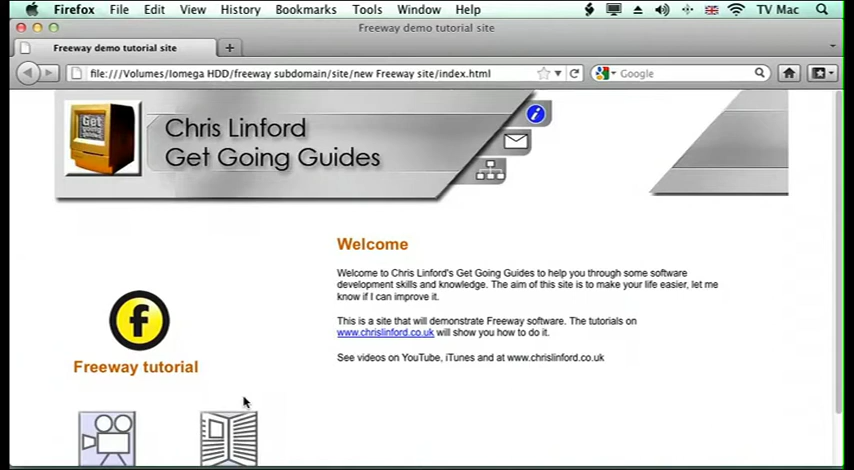 Firefox File Edit View History Bookmarks Tools Window Help TV Mac
Freeway demo tutorial site
Freeway demo tutorial site
file:///Volumes/Iomega HDD/freeway subdomain/site/new Freeway site/index.html
Google
Get
going
guides
Chris Linford
Get Going Guides
Welcome
Welcome to Chris Linford's Get Going Guides to help you through some software
development skills and knowledge. The aim of this site is to make your life easier, let me
know if I can improve it.
This is a site that will demonstrate Freeway software. The tutorials on
www.chrislinford.co.uk will show you how to do it.
See videos on YouTube, iTunes and at www.chrislinford.co.uk
f
Freeway tutorial